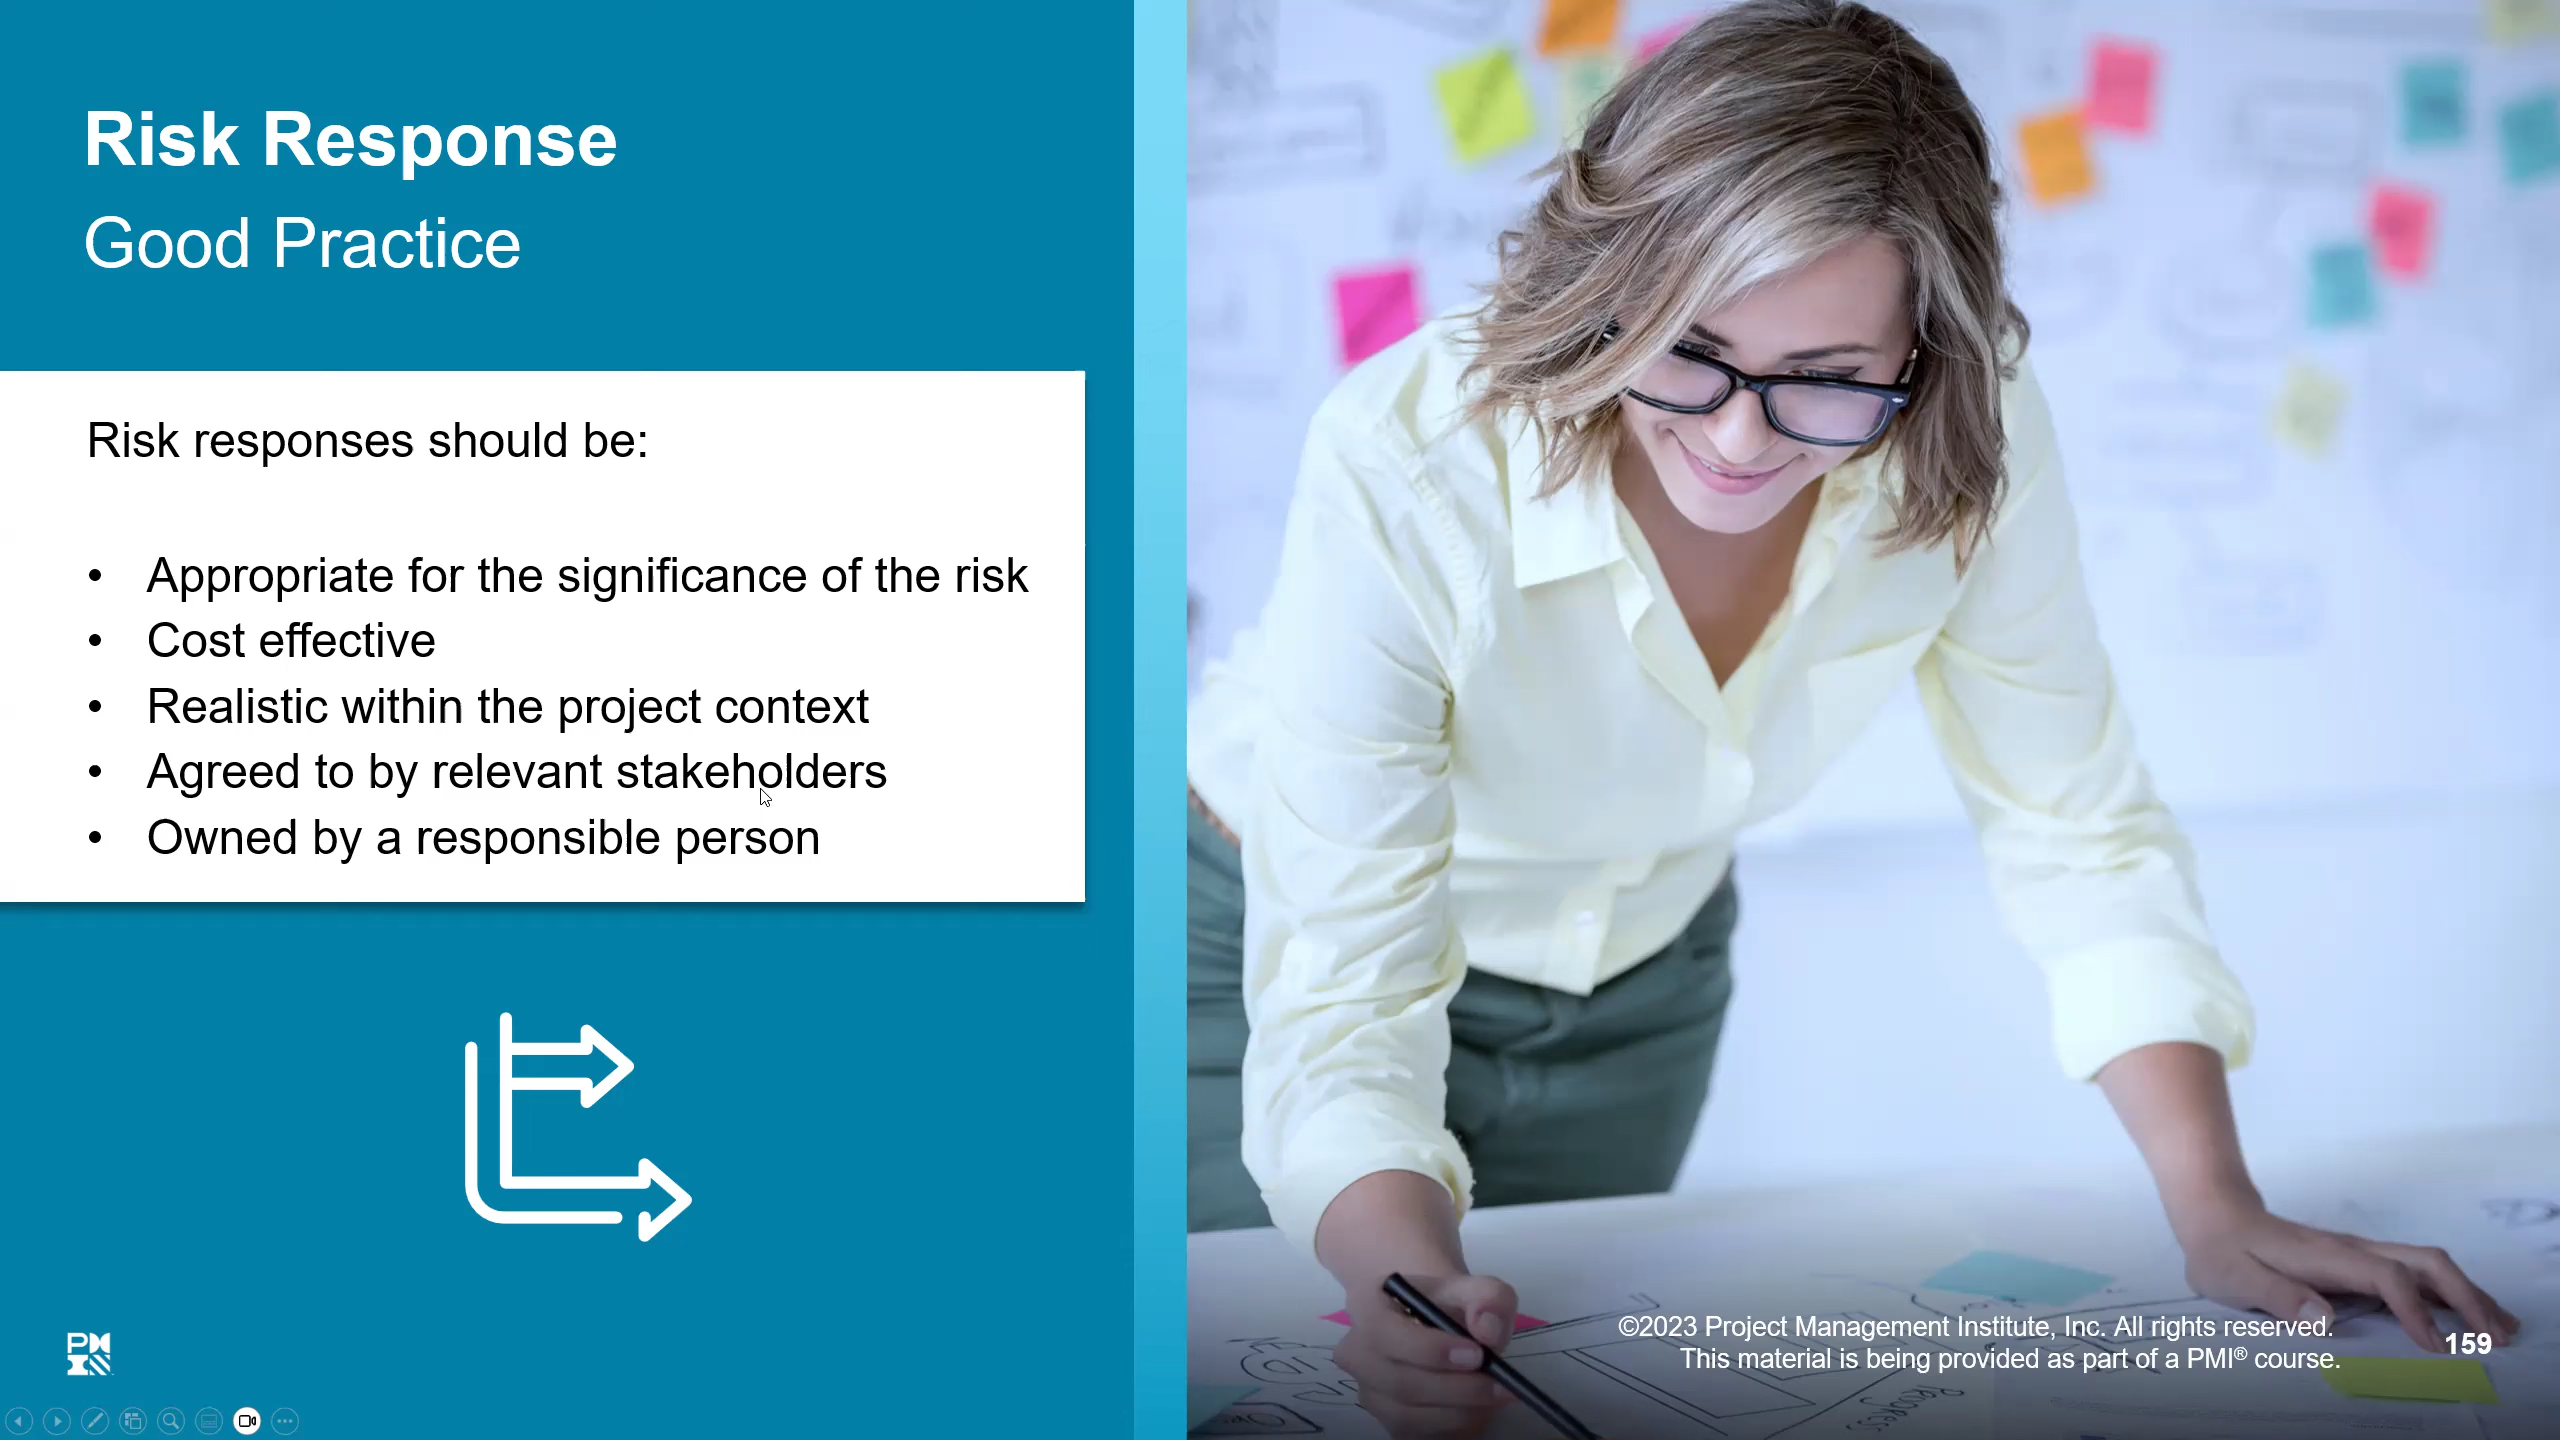 Risk Response
Good Practice
Risk responses should be:
• Appropriate for the significance of the risk
• Cost effective
• Realistic within the project context
• Agreed to by relevant stakeholders
• Owned by a responsible person
PM
©2023 Project Management Institute, Inc. All rights reserved.
This material is being provided as part of a PMI® course.
159
Progress